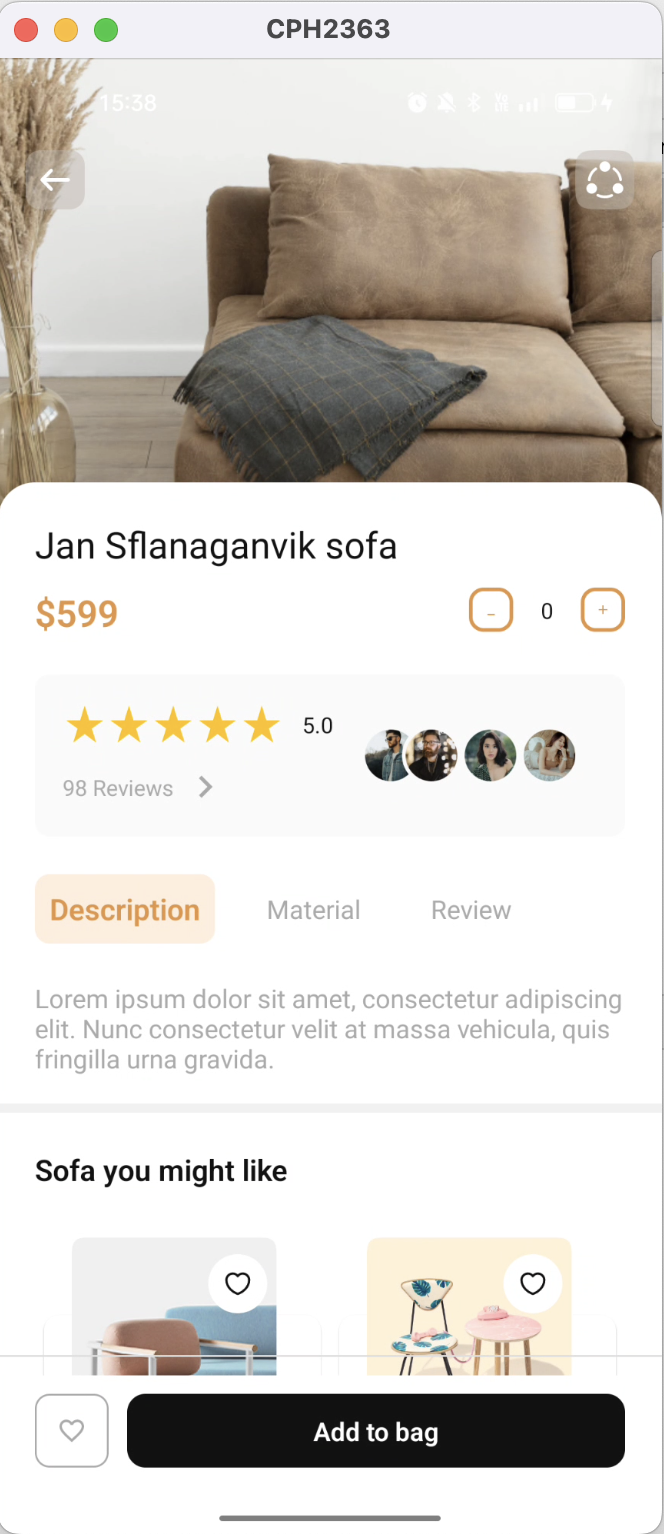 CPH2363
15:38
Jan Sflanaganvik sofa
$599
- 0 +
5.0
98 Reviews
Description Material Review
Lorem ipsum dolor sit amet, consectetur adipiscing
elit. Nunc consectetur velit at massa vehicula, quis
fringilla urna gravida.
Sofa you might like
Add to bag